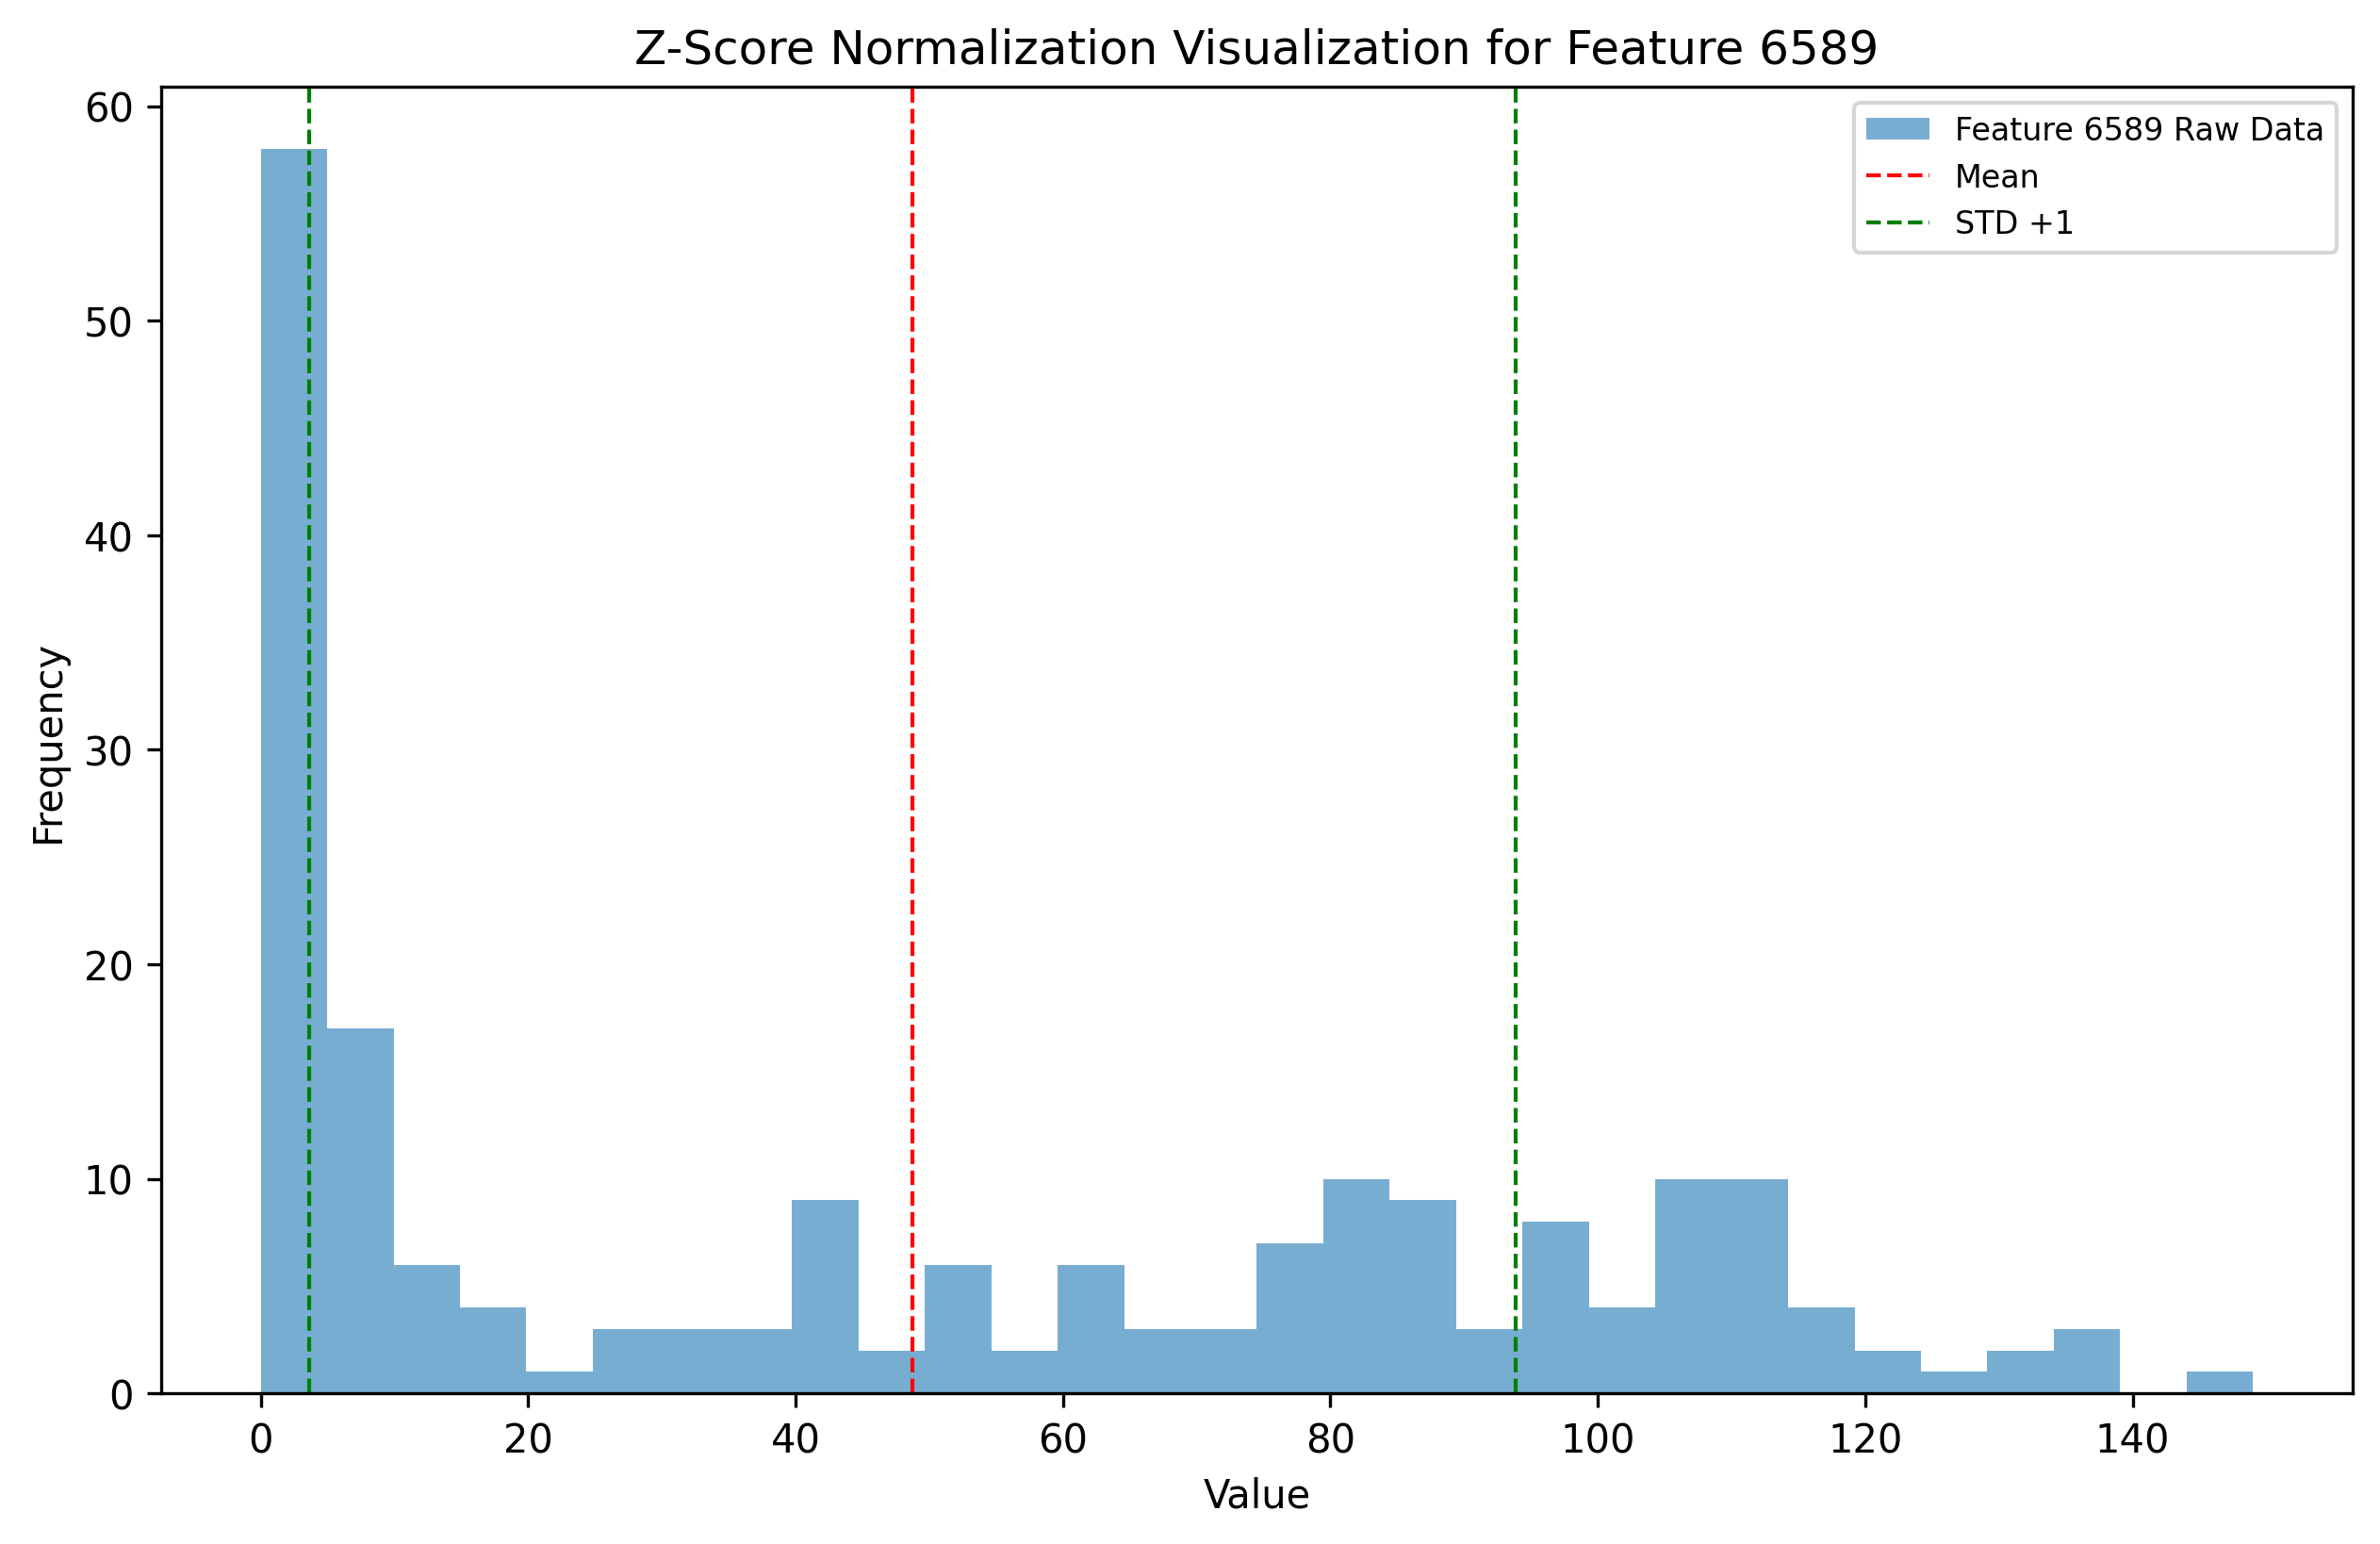 Z-Score Normalization Visualization for Feature 6589
Feature 6589 Raw Data
Mean
STD +1
Frequency
60
50
40
30
20
10
0
0 20 40 60 80 100 120 140
Value